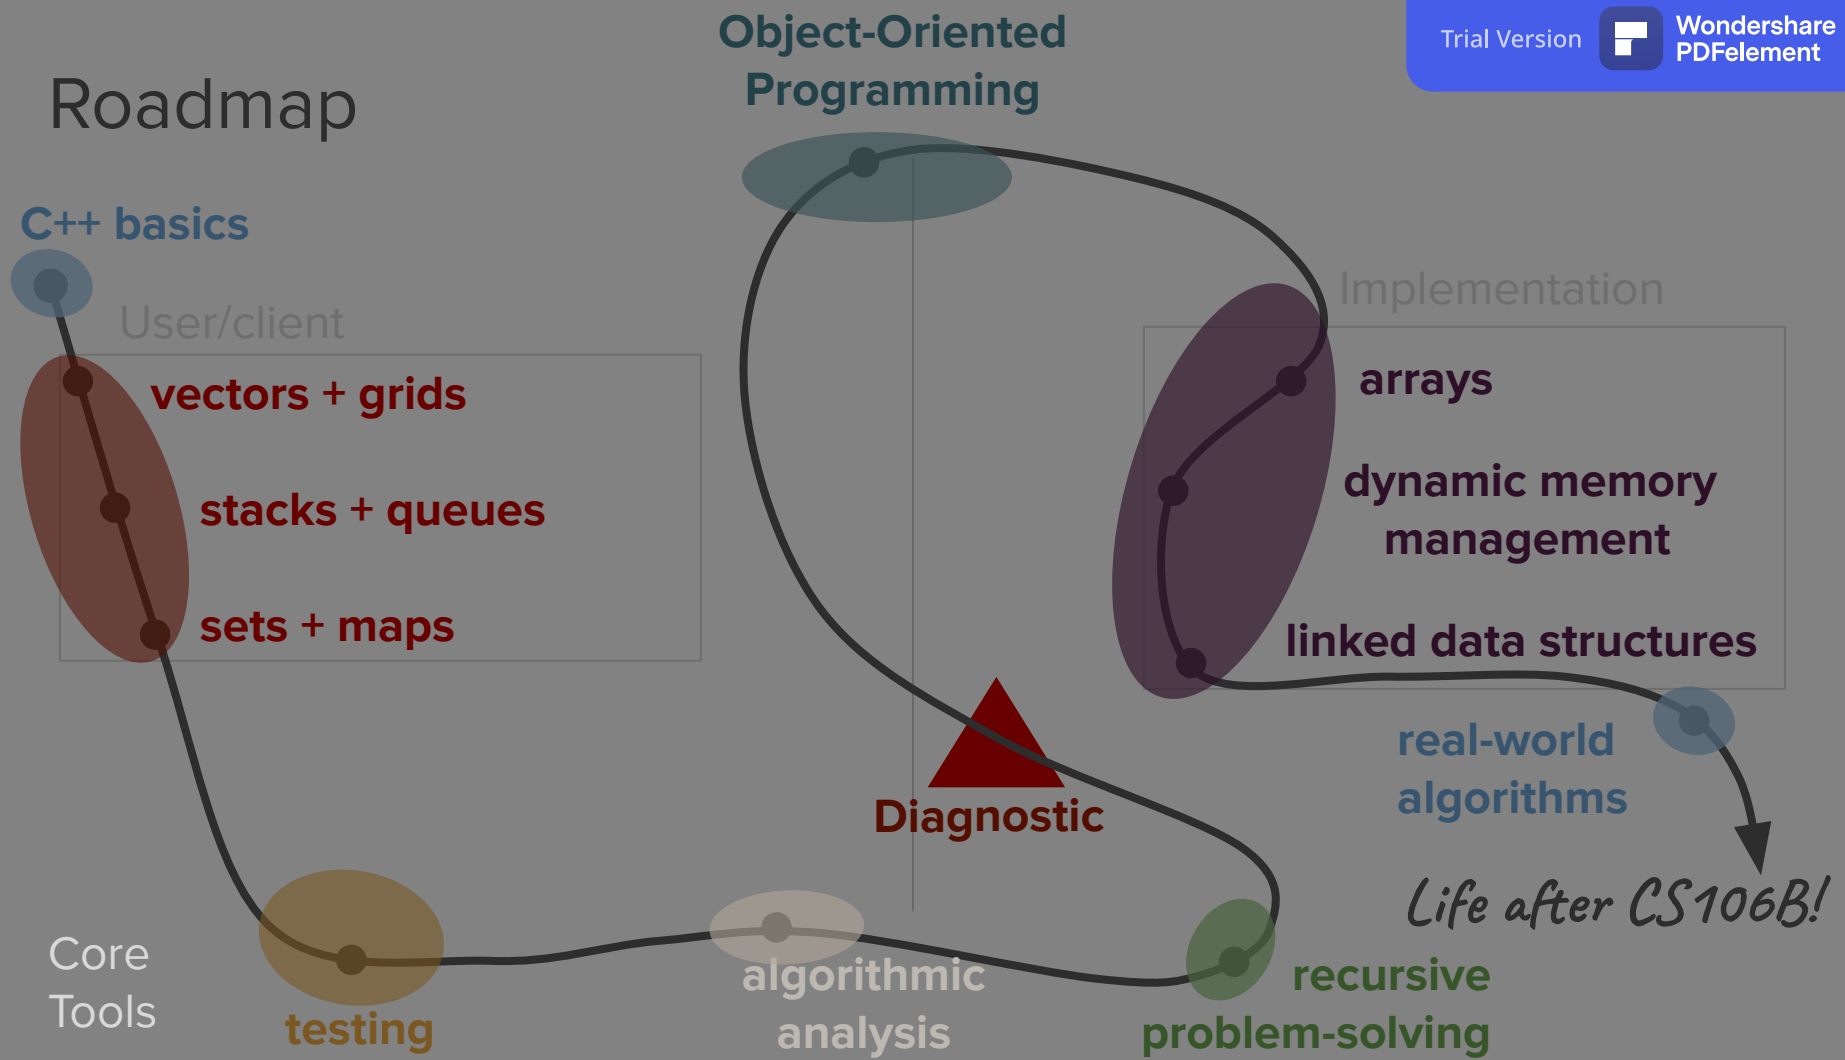 Object-Oriented
Programming
Trial Version
Wondershare
PDFelement
Roadmap
C++ basics
User/client
vectors + grids
stacks + queues
sets + maps
Implementation
arrays
dynamic memory
management
linked data structures
real-world
algorithms
Diagnostic
Life after CS106B!
Core
Tools
testing
algorithmic
analysis
recursive
problem-solving